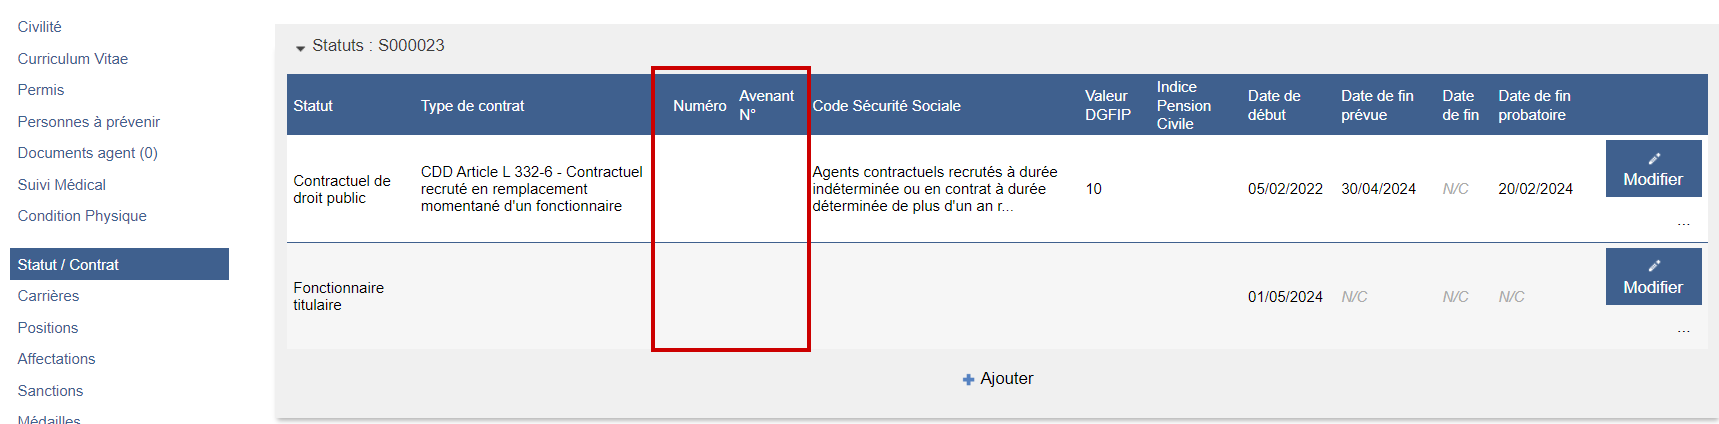 Civilité
Curriculum Vitae
Permis
Personnes à prévenir
Documents agent (0)
Suivi Médical
Condition Physique
Statut / Contrat
Carrières
Positions
Affectations
Sanctions
Médailles
Statuts : S000023
Statut
Type de contrat
Numéro
Avenant
N°
Code Sécurité Sociale
Valeur
DGFIP
Indice
Pension
Civile
Date de
début
Date de fin
prévue
Date
de fin
Date de fin
probatoire
Contractuel de
droit public
CDD Article L 332-6 - Contractuel
recruté en remplacement
momentané d'un fonctionnaire
Agents contractuels recrutés à durée
indéterminée ou en contrat à durée
déterminée de plus d'un an r...
10
05/02/2022
30/04/2024
N/C
20/02/2024
Modifier
...
Fonctionnaire
titulaire
01/05/2024
N/C
N/C
N/C
Modifier
...
Ajouter